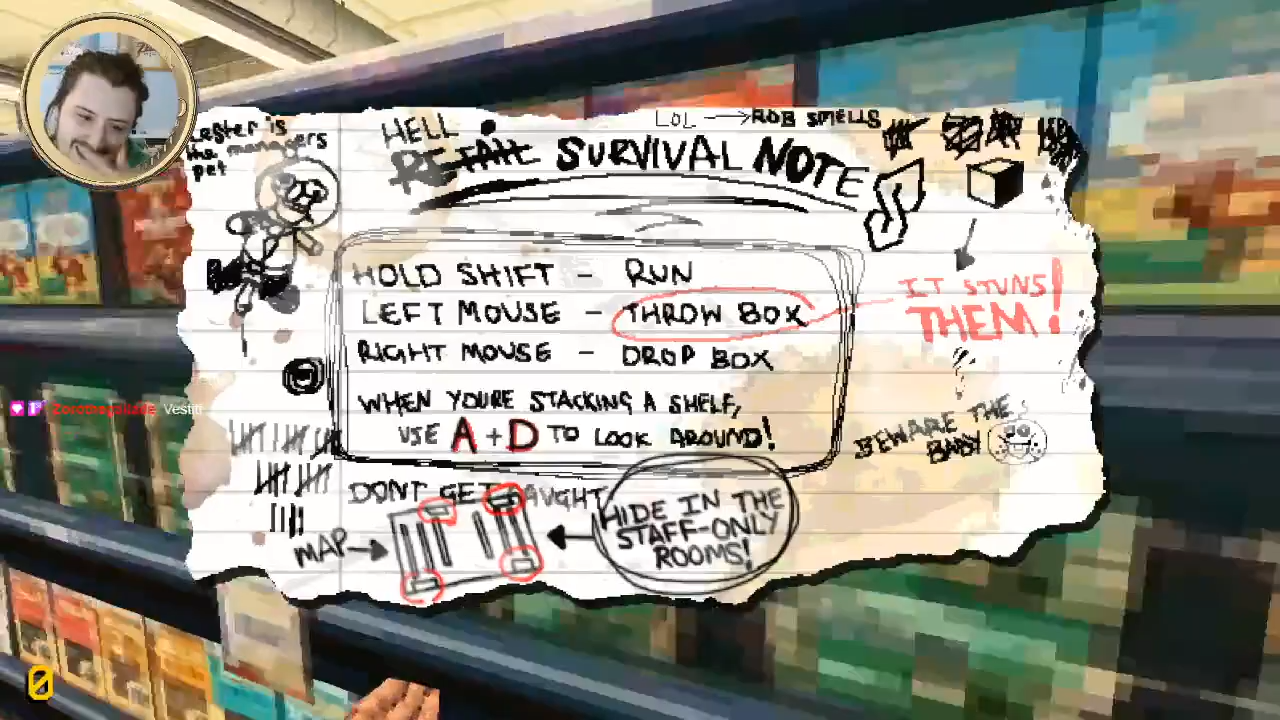 Lester is
the managers
pet
LOL → ROB SMELLS
HELL
RETAIL SURVIVAL NOTE
HOLD SHIFT - RUN
LEFT MOUSE - THROW BOX
RIGHT MOUSE - DROP BOX
IT STUNS
THEM!
WHEN YOURE STACKING A SHELF,
USE A + D TO LOOK AROUND!
BEWARE THE
BABY
DONT GET CAUGHT
HIDE IN THE
STAFF-ONLY
ROOMS!
MAP
Vestiti
0